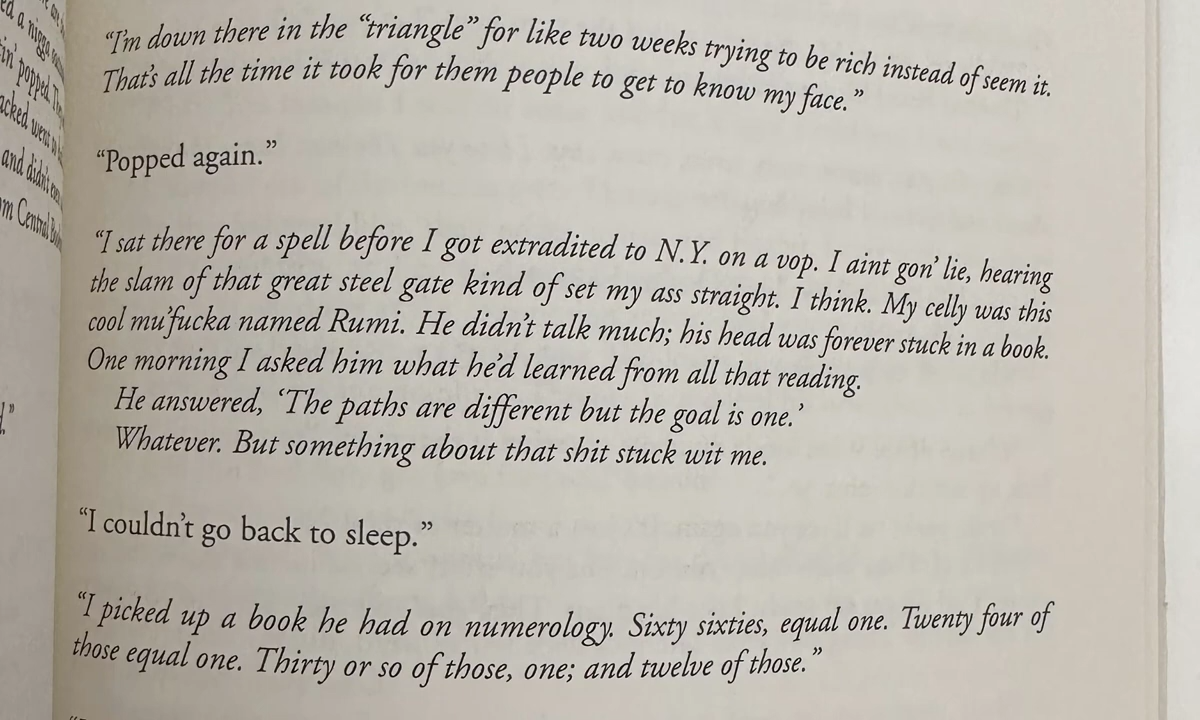 “I’m down there in the “triangle” for like two weeks trying to be rich instead of seem it.
That’s all the time it took for them people to get to know my face.”
“Popped again.”
“I sat there for a spell before I got extradited to N.Y. on a vop. I aint gon’ lie, hearing
the slam of that great steel gate kind of set my ass straight. I think. My celly was this
cool mu’fucka named Rumi. He didn’t talk much; his head was forever stuck in a book.
One morning I asked him what he’d learned from all that reading.
He answered, ‘The paths are different but the goal is one.’
Whatever. But something about that shit stuck wit me.
“I couldn’t go back to sleep.”
“I picked up a book he had on numerology. Sixty sixties, equal one. Twenty four of
those equal one. Thirty or so of those, one; and twelve of those.”